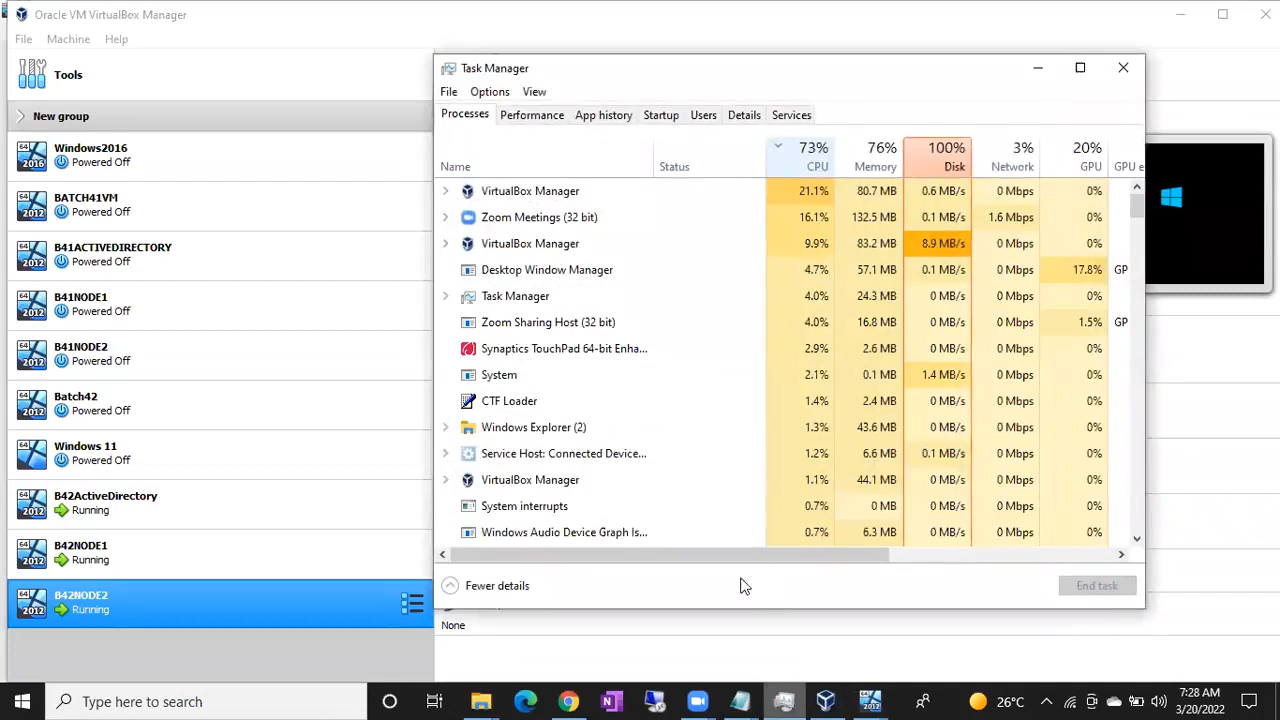 Oracle VM VirtualBox Manager
File Machine Help
Tools
New group
Windows2016
Powered Off
BATCH41VM
Powered Off
B41ACTIVEDIRECTORY
Powered Off
B41NODE1
Powered Off
B41NODE2
Powered Off
Batch42
Powered Off
Windows 11
Powered Off
B42ActiveDirectory
Running
B42NODE1
Running
B42NODE2
Running
Task Manager
File Options View
Processes Performance App history Startup Users Details Services
73% 76% 100% 3% 20%
Name Status CPU Memory Disk Network GPU GPU e
VirtualBox Manager 21.1% 80.7 MB 0.6 MB/s 0 Mbps 0%
Zoom Meetings (32 bit) 16.1% 132.5 MB 0.1 MB/s 1.6 Mbps 0%
VirtualBox Manager 9.9% 83.2 MB 8.9 MB/s 0 Mbps 0%
Desktop Window Manager 4.7% 57.1 MB 0.1 MB/s 0 Mbps 17.8% GP
Task Manager 4.0% 24.3 MB 0 MB/s 0 Mbps 0%
Zoom Sharing Host (32 bit) 4.0% 16.8 MB 0 MB/s 0 Mbps 1.5% GP
Synaptics TouchPad 64-bit Enha... 2.9% 2.6 MB 0 MB/s 0 Mbps 0%
System 2.1% 0.1 MB 1.4 MB/s 0 Mbps 0%
CTF Loader 1.4% 2.4 MB 0 MB/s 0 Mbps 0%
Windows Explorer (2) 1.3% 43.6 MB 0 MB/s 0 Mbps 0%
Service Host: Connected Device... 1.2% 6.6 MB 0.1 MB/s 0 Mbps 0%
VirtualBox Manager 1.1% 44.1 MB 0 MB/s 0 Mbps 0%
System interrupts 0.7% 0 MB 0 MB/s 0 Mbps 0%
Windows Audio Device Graph Is... 0.7% 6.3 MB 0 MB/s 0 Mbps 0%
Fewer details End task
None
Type here to search
26°C
7:28 AM
3/20/2022